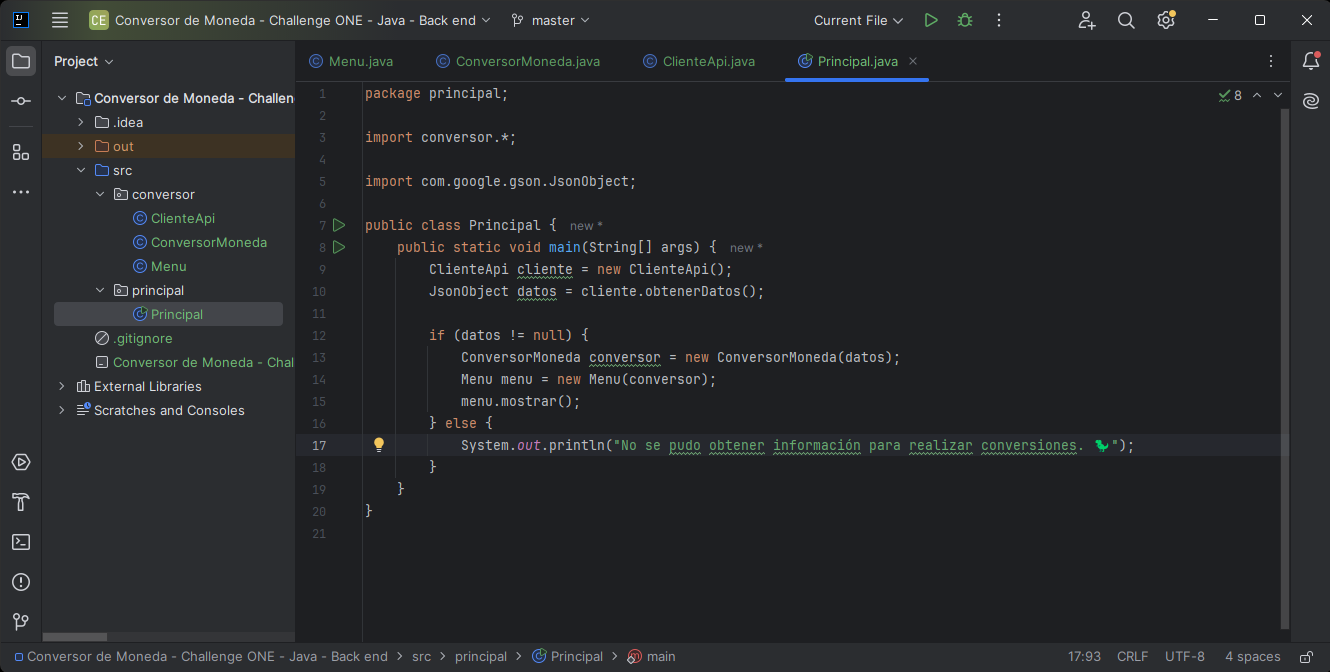 CE Conversor de Moneda - Challenge ONE - Java - Back end master Current File
Project
Menu.java ConversorMoneda.java ClienteApi.java Principal.java
Conversor de Moneda - Challen
.idea
out
src
conversor
ClienteApi
ConversorMoneda
Menu
principal
Principal
.gitignore
Conversor de Moneda - Chal
External Libraries
Scratches and Consoles
8
1 package principal;
2
3 import conversor.*;
4
5 import com.google.gson.JsonObject;
6
7 public class Principal { new *
8 public static void main(String[] args) { new *
9 ClienteApi cliente = new ClienteApi();
10 JsonObject datos = cliente.obtenerDatos();
11
12 if (datos != null) {
13 ConversorMoneda conversor = new ConversorMoneda(datos);
14 Menu menu = new Menu(conversor);
15 menu.mostrar();
16 } else {
17 System.out.println("No se pudo obtener información para realizar conversiones. 🦖");
18 }
19 }
20 }
21
Conversor de Moneda - Challenge ONE - Java - Back end > src > principal > Principal > main
17:93 CRLF UTF-8 4 spaces